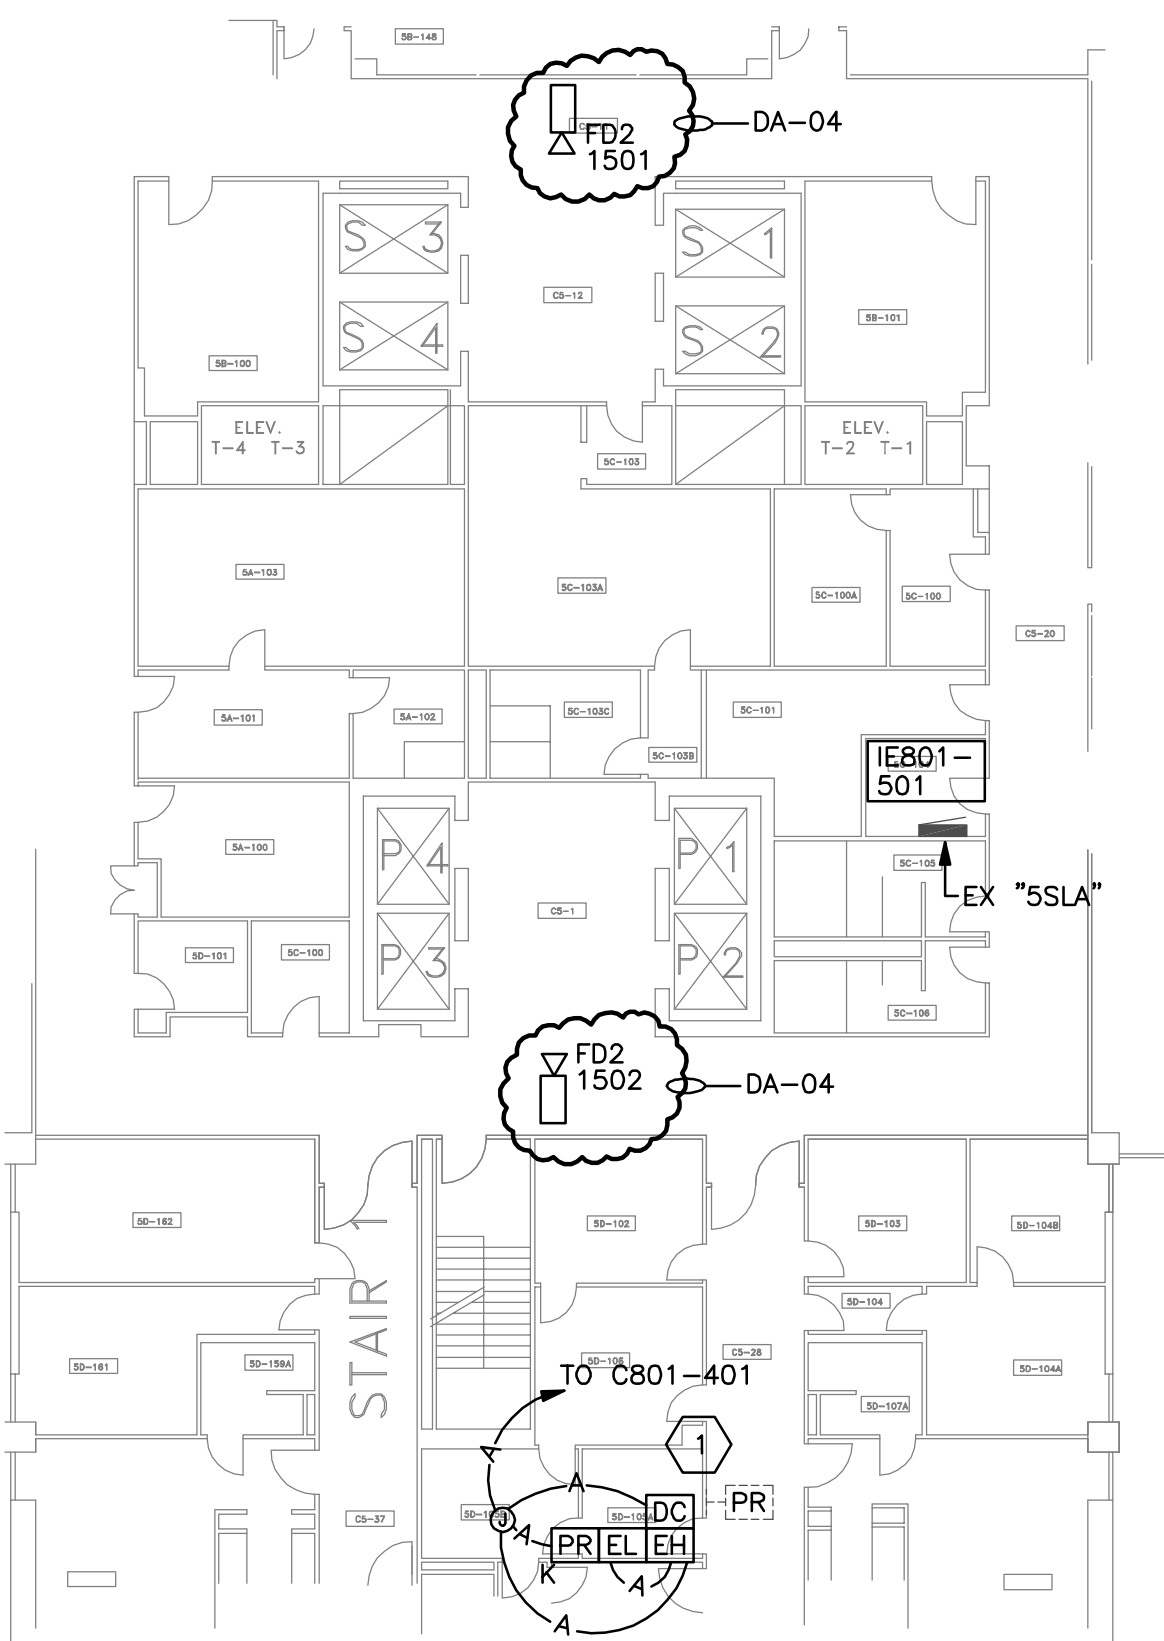 5B-148
FD2
1501
DA-04
S 3
S 1
C5-12
5B-101
S 4
S 2
5B-100
ELEV.
T-4 T-3
ELEV.
T-2 T-1
5C-103
5A-103
5C-103A
5C-100A
5C-100
C5-20
5A-101
5A-102
5C-103C
5C-101
5C-103B
IE801-
501
5A-100
P 4
P 1
5C-105
EX "5SLA"
C5-1
5D-101
5C-100
P 3
P 2
5C-106
FD2
1502
DA-04
5D-162
5D-102
5D-103
5D-104B
STAIR 1
5D-104
5D-161
5D-159A
5D-106
C5-28
5D-104A
TO C801-401
5D-107A
1
A
A
DC
PR
5D-105B
5D-105A
C5-37
J
A
PR
EL
EH
K
A
A